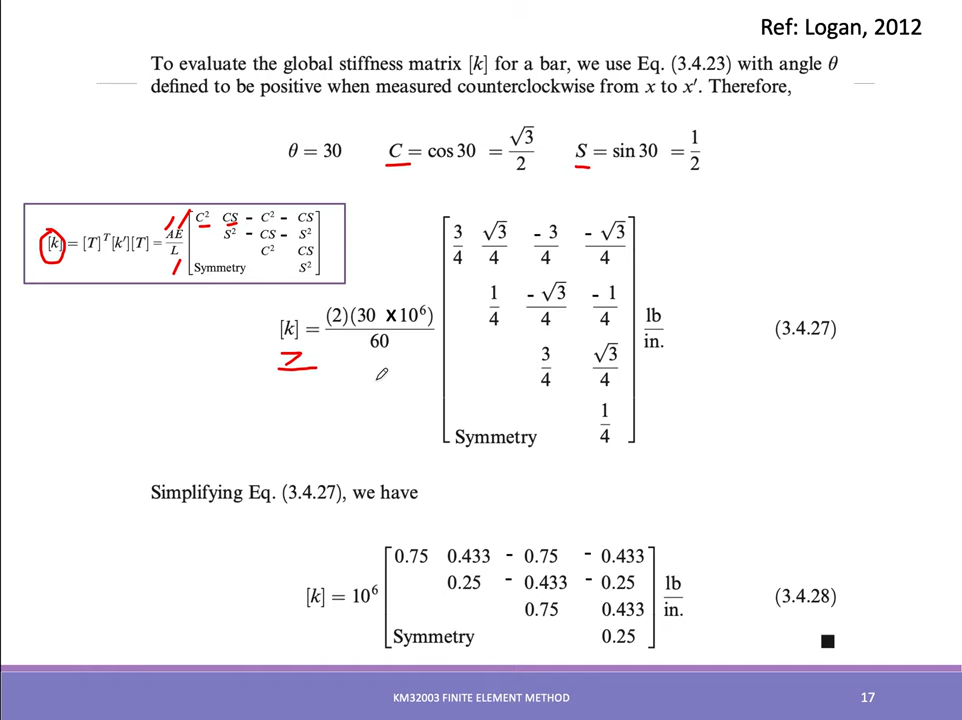 Ref: Logan, 2012
To evaluate the global stiffness matrix [k] for a bar, we use Eq. (3.4.23) with angle θ
defined to be positive when measured counterclockwise from x to x′. Therefore,
θ = 30   C = cos 30 = √3/2   S = sin 30 = 1/2
[k] = [T]ᵀ[k′][T] = AE/L
C² CS - C² - CS
S² - CS - S²
C² CS
Symmetry S²
[k] = (2)(30 x 10⁶)/60
3/4 √3/4 - 3/4 - √3/4
1/4 - √3/4 - 1/4
3/4 √3/4
Symmetry 1/4
lb/in.
(3.4.27)
Simplifying Eq. (3.4.27), we have
[k] = 10⁶
0.75 0.433 - 0.75 - 0.433
0.25 - 0.433 - 0.25
0.75 0.433
Symmetry 0.25
lb/in.
(3.4.28)
KM32003 FINITE ELEMENT METHOD
17